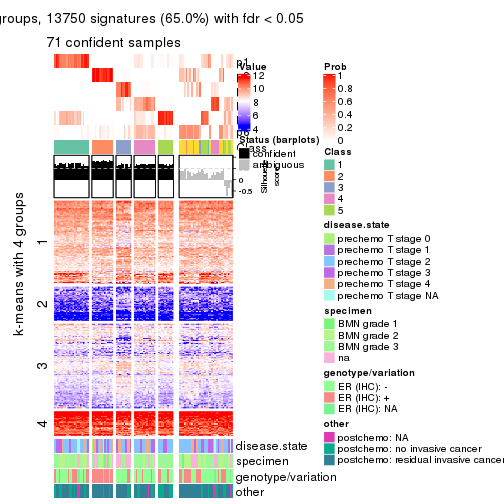 groups, 13750 signatures (65.0%) with fdr < 0.05
71 confident samples
p1
Value
12
10
8
6
4
Prob
1
0.8
0.6
0.4
0.2
0
Status (barplots)
confident
ambiguous
Class
1
2
3
4
5
0
-0.5
Silhouette
score
k-means with 4 groups
1
2
3
4
disease.state
prechemo T stage 0
prechemo T stage 1
prechemo T stage 2
prechemo T stage 3
prechemo T stage 4
prechemo T stage NA
specimen
BMN grade 1
BMN grade 2
BMN grade 3
na
genotype/variation
ER (IHC): -
ER (IHC): +
ER (IHC): NA
other
postchemo: NA
postchemo: no invasive cancer
postchemo: residual invasive cancer
disease.state
specimen
genotype/variation
other